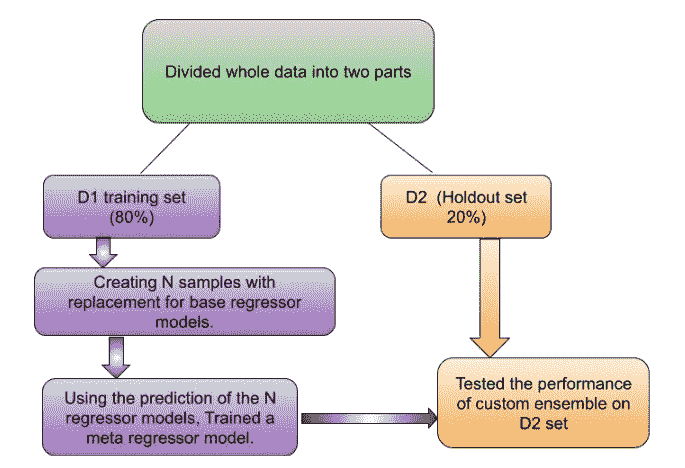 Divided whole data into two parts
D1 training set
(80%)
D2 (Holdout set
20%)
Creating N samples with
replacement for base regressor
models.
Using the prediction of the N
regressor models, Trained a
meta regressor model.
Tested the performance
of custom ensemble on
D2 set